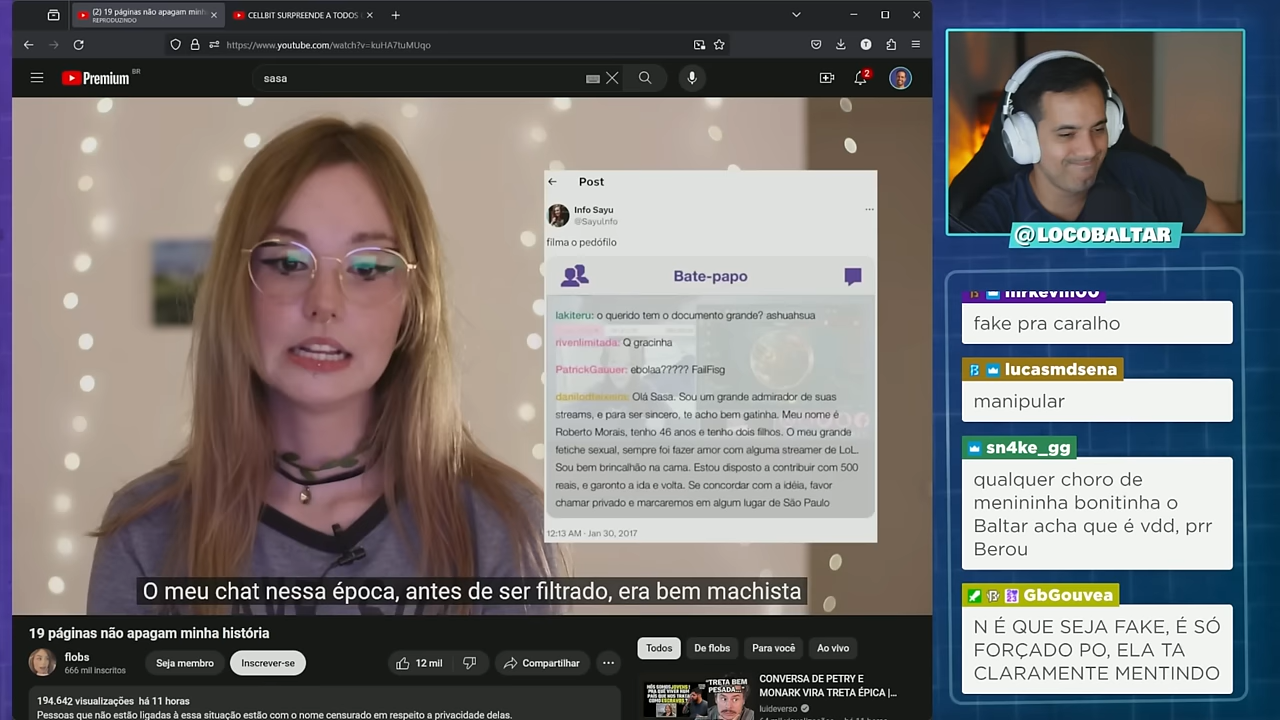 (2) 19 páginas não apagam minh
REPRODUZINDO
CELLBIT SURPREENDE A TODOS
https://www.youtube.com/watch?v=kuHA7tuMUqo
Premium BR
sasa
2
Post
Info Sayu
@SayuInfo
filma o pedófilo
Bate-papo
lakiteru: o querido tem o documento grande? ashuahsua
rivenlimitada: Q gracinha
PatrickGauuer: ebolaa????? FailFisg
Olá Sasa. Sou um grande admirador de suas
streams, e para ser sincero, te acho bem gatinha. Meu nome é
Roberto Morais, tenho 46 anos e tenho dois filhos. O meu grande
fetiche sexual, sempre foi fazer amor com alguma streamer de LoL.
Sou bem brincalhão na cama. Estou disposto a contribuir com 500
reais, e garonto a ida e volta. Se concordar com a idéia, favor
chamar privado e marcaremos em algum lugar de São Paulo
12:13 AM · Jan 30, 2017
O meu chat nessa época, antes de ser filtrado, era bem machista
19 páginas não apagam minha história
flobs
666 mil inscritos
Seja membro
Inscrever-se
12 mil
Compartilhar
194.642 visualizações há 11 horas
Pessoas que não estão ligadas à essa situação estão com o nome censurado em respeito a privacidade delas.
Todos
De flobs
Para você
Ao vivo
"TRETA BEM
PESADA..."
CONVERSA DE PETRY E
MONARK VIRA TRETA ÉPICA |...
luideverso
@LOCOBALTAR
fake pra caralho
lucasmdsena
manipular
sn4ke_gg
qualquer choro de
menininha bonitinha o
Baltar acha que é vdd, prr
Berou
GbGouvea
N É QUE SEJA FAKE, É SÓ
FORÇADO PO, ELA TA
CLARAMENTE MENTINDO